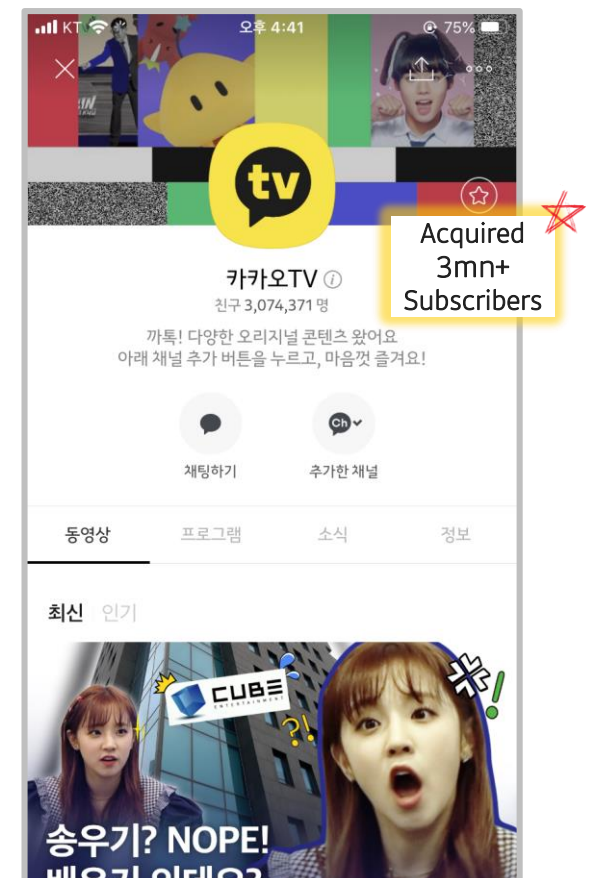 KT
오후 4:41
75%
tv
Acquired
3mn+
Subscribers
카카오TV
친구 3,074,371 명
까톡! 다양한 오리지널 콘텐츠 왔어요
아래 채널 추가 버튼을 누르고, 마음껏 즐겨요!
Ch
채팅하기
추가한 채널
동영상
프로그램
소식
정보
최신
인기
CUBE
ENTERTAINMENT
?!
송우기? NOPE!